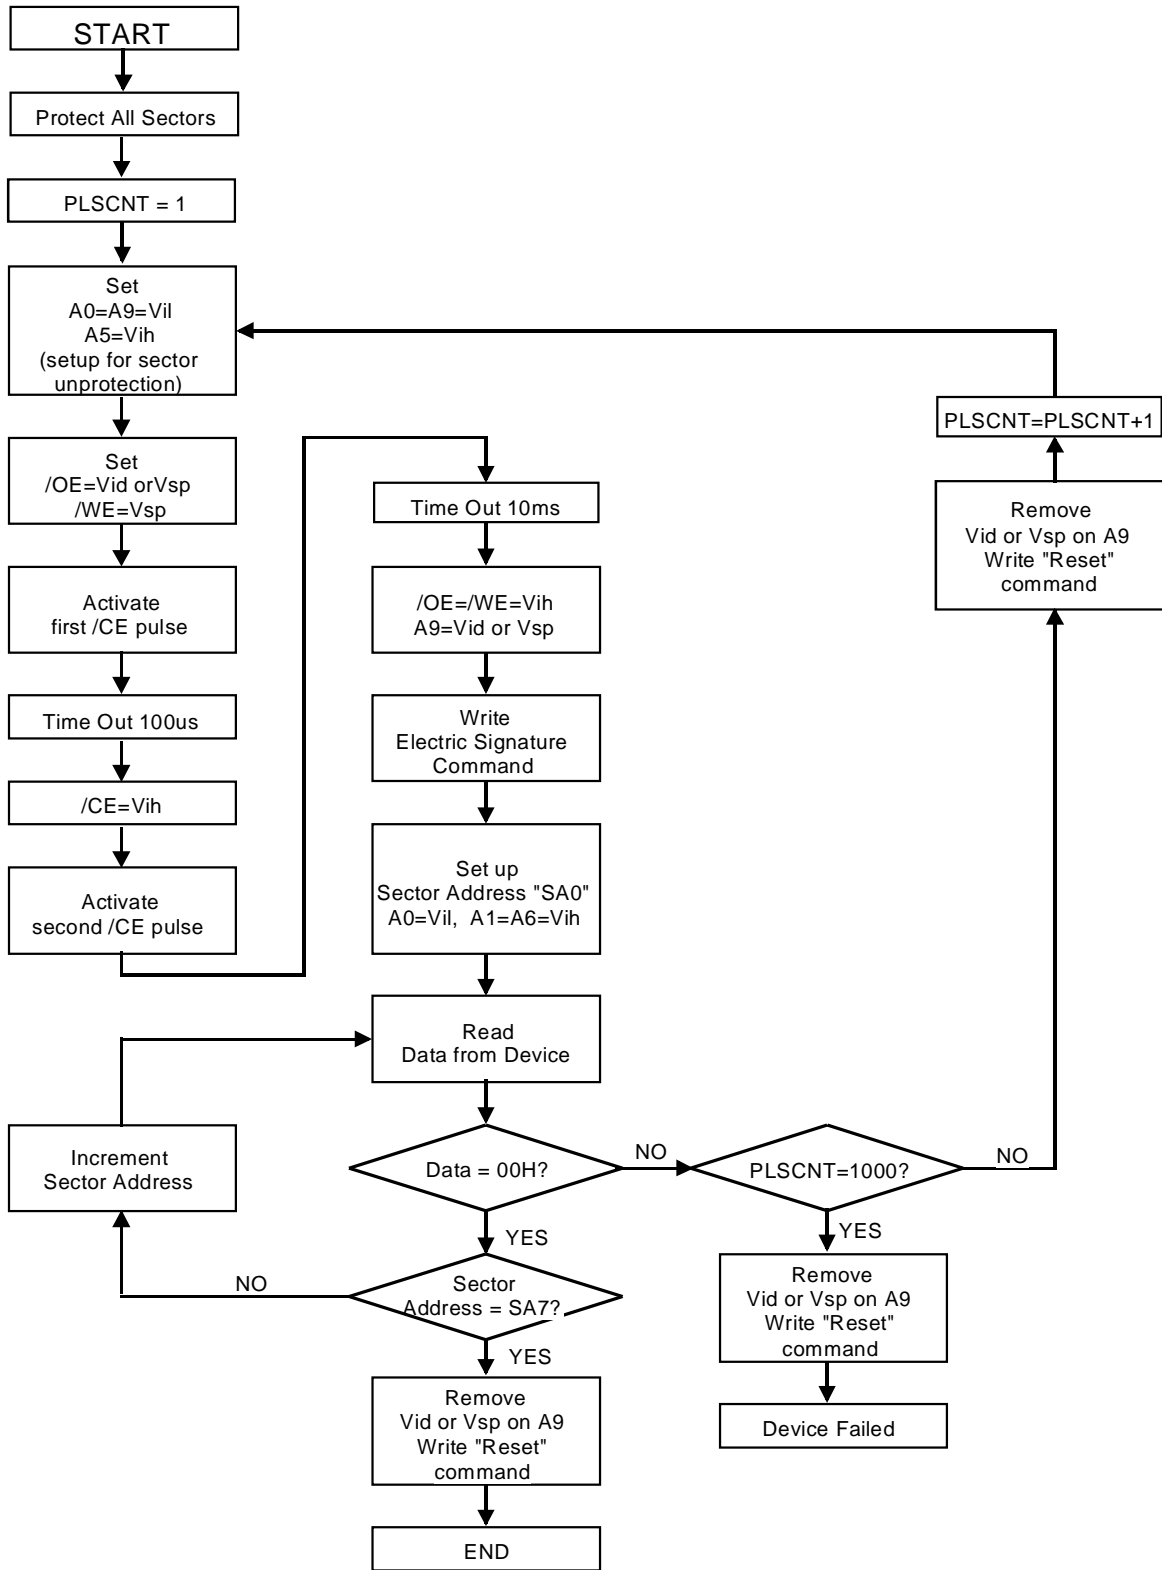 START
Protect All Sectors
PLSCNT = 1
Set
A0=A9=Vil
A5=Vih
(setup for sector
unprotection)
Set
/OE=Vid orVsp
/WE=Vsp
Activate
first /CE pulse
Time Out 100us
/CE=Vih
Activate
second /CE pulse
Time Out 10ms
/OE=/WE=Vih
A9=Vid or Vsp
Write
Electric Signature
Command
Set up
Sector Address "SA0"
A0=Vil, A1=A6=Vih
Read
Data from Device
Increment
Sector Address
Data = 00H?
NO
YES
Sector
Address = SA7?
NO
YES
Remove
Vid or Vsp on A9
Write "Reset"
command
END
PLSCNT=1000?
NO
YES
Remove
Vid or Vsp on A9
Write "Reset"
command
Device Failed
Remove
Vid or Vsp on A9
Write "Reset"
command
PLSCNT=PLSCNT+1